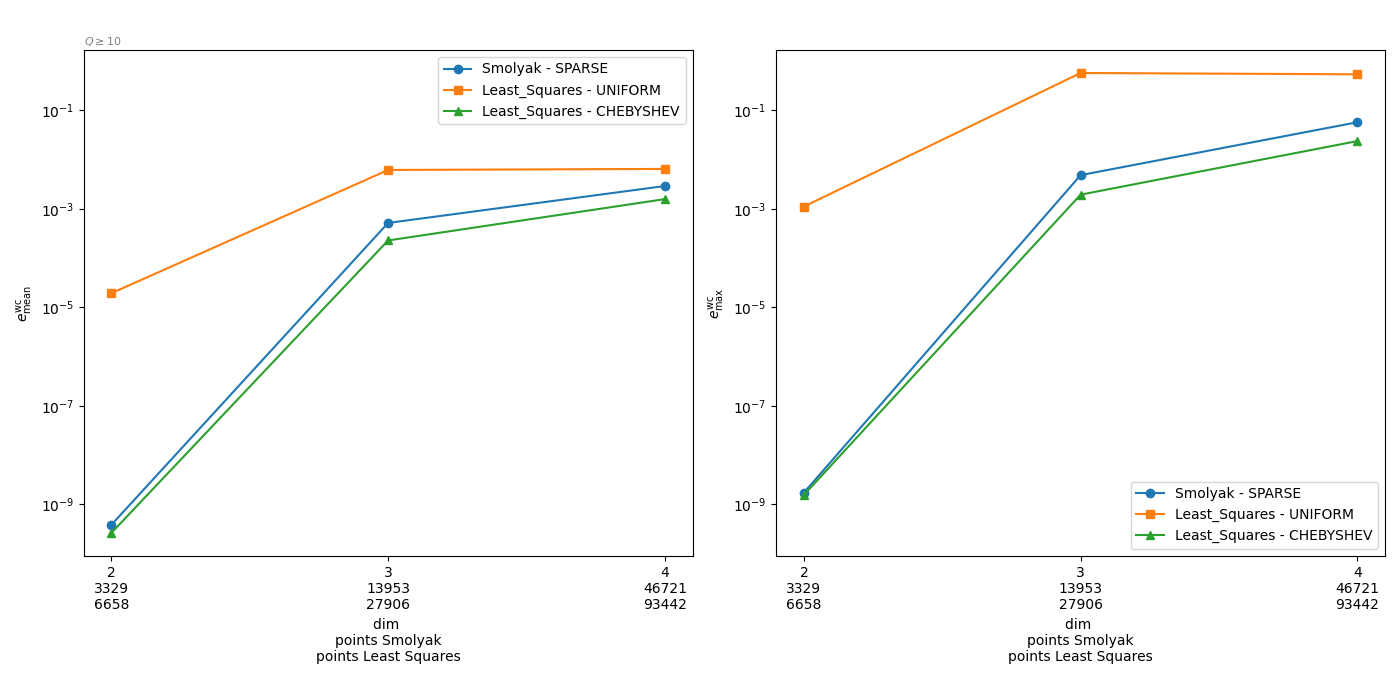 Q ≥ 10
Smolyak - SPARSE
Least_Squares - UNIFORM
Least_Squares - CHEBYSHEV
10⁻¹
10⁻³
10⁻⁵
10⁻⁷
10⁻⁹
e^wc_mean
2 3 4
3329 13953 46721
6658 27906 93442
dim
points Smolyak
points Least Squares
10⁻¹
10⁻³
10⁻⁵
10⁻⁷
10⁻⁹
e^wc_max
Smolyak - SPARSE
Least_Squares - UNIFORM
Least_Squares - CHEBYSHEV
2 3 4
3329 13953 46721
6658 27906 93442
dim
points Smolyak
points Least Squares